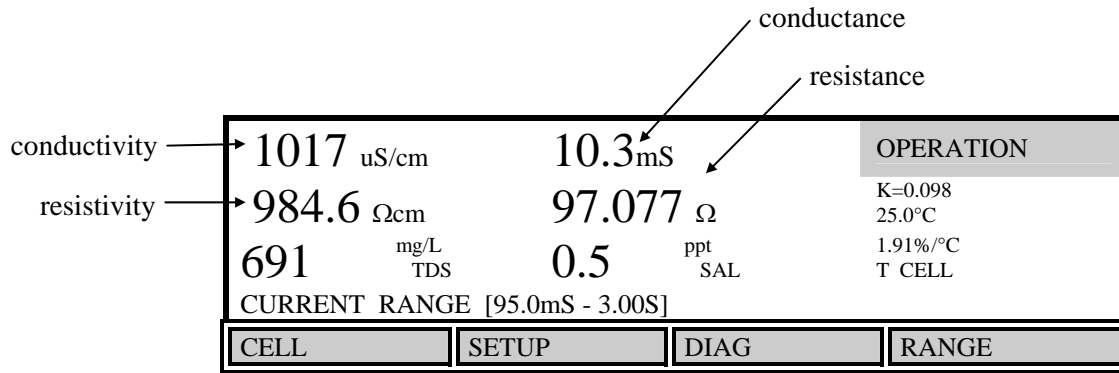 conductance
resistance
conductivity
resistivity
1017 uS/cm 10.3mS OPERATION
984.6 Ωcm 97.077 Ω K=0.098
25.0°C
691 mg/L TDS 0.5 ppt SAL 1.91%/°C
T CELL
CURRENT RANGE [95.0mS - 3.00S]
CELL SETUP DIAG RANGE